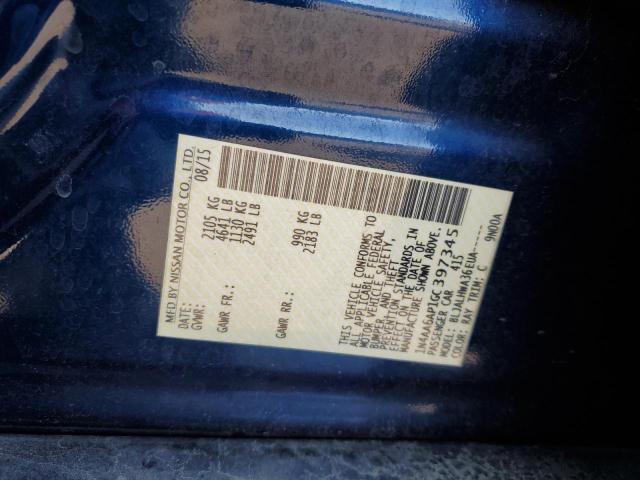 MFD BY NISSAN MOTOR CO., LTD.
DATE: 08/15
GVWR: 2105 KG
4641 LB
GAWR FR.: 1130 KG
2491 LB
GAWR RR.: 990 KG
2183 LB
THIS VEHICLE CONFORMS TO
ALL APPLICABLE FEDERAL
MOTOR VEHICLE SAFETY,
BUMPER, AND THEFT
PREVENTION STANDARDS IN
EFFECT ON THE DATE OF
MANUFACTURE SHOWN ABOVE.
1N4AA6AP1GC397345
PASSENGER CAR 415
MODEL: BLJALHWA36EUA------
COLOR: RAY TRIM: C 9N00A